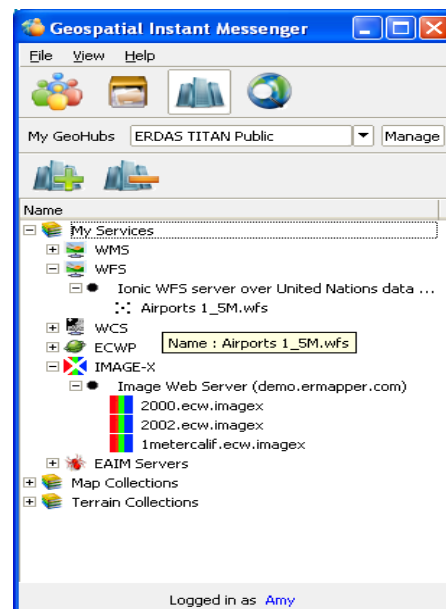 Geospatial Instant Messenger
File View Help
My GeoHubs ERDAS TITAN Public Manage
Name
My Services
WMS
WFS
Ionic WFS server over United Nations data ...
Airports 1_5M.wfs
WCS
Name : Airports 1_5M.wfs
ECWP
IMAGE-X
Image Web Server (demo.ermapper.com)
2000.ecw.imagex
2002.ecw.imagex
1metercalif.ecw.imagex
EAIM Servers
Map Collections
Terrain Collections
Logged in as Amy